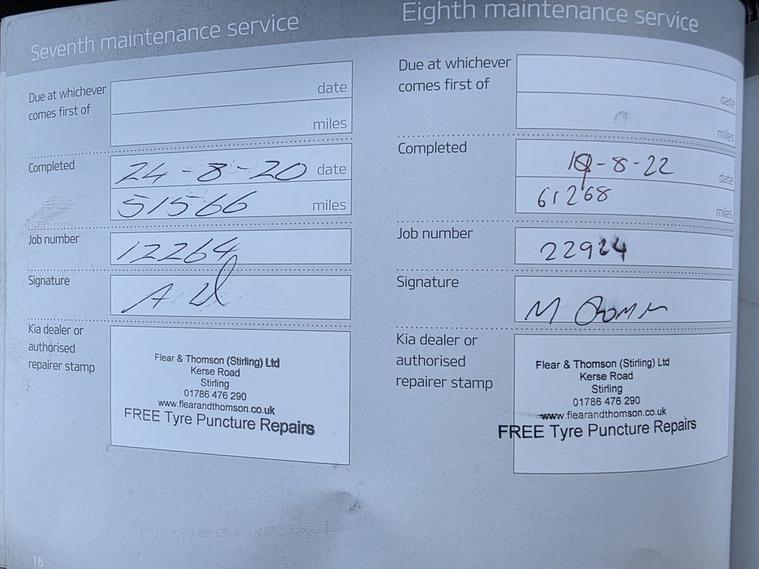 Seventh maintenance service
Due at whichever
comes first of
date
miles
Completed
24-8-20 date
51566 miles
Job number
12264
Signature
Kia dealer or
authorised
repairer stamp
Flear & Thomson (Stirling) Ltd
Kerse Road
Stirling
01786 476 290
www.flearandthomson.co.uk
FREE Tyre Puncture Repairs
18
Eighth maintenance service
Due at whichever
comes first of
date
miles
Completed
19-8-22 date
61268 miles
Job number
22924
Signature
Kia dealer or
authorised
repairer stamp
Flear & Thomson (Stirling) Ltd
Kerse Road
Stirling
01786 476 290
www.flearandthomson.co.uk
FREE Tyre Puncture Repairs